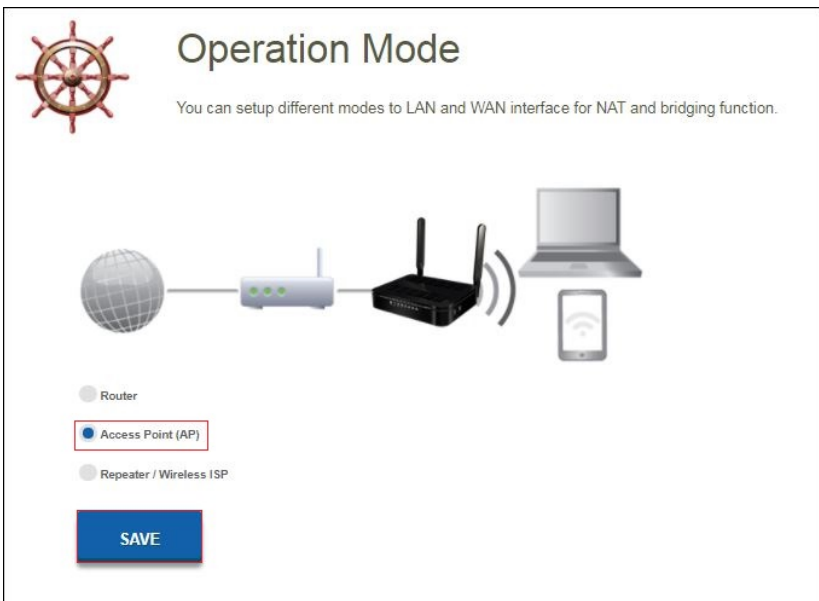 Operation Mode
You can setup different modes to LAN and WAN interface for NAT and bridging function.
Router
Access Point (AP)
Repeater / Wireless ISP
SAVE